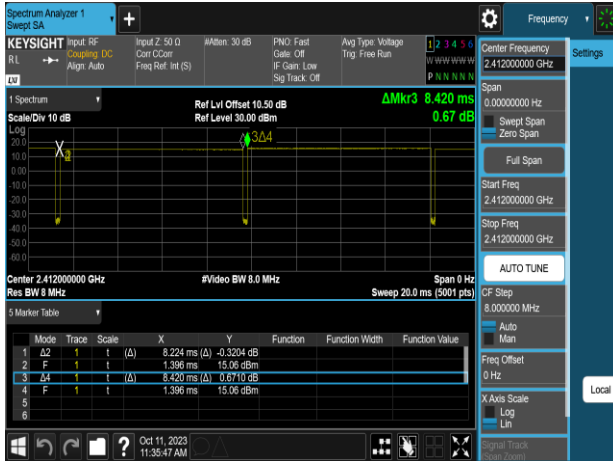 Spectrum Analyzer 1
Swept SA
+
Frequency
KEYSIGHT
RL
LXI
Input: RF
Coupling: DC
Align: Auto
Input Z: 50 Ω
Corr CCorr
Freq Ref: Int (S)
#Atten: 30 dB
PNO: Fast
Gate: Off
IF Gain: Low
Sig Track: Off
Avg Type: Voltage
Trig: Free Run
1 2 3 4 5 6
W W W W W W
P N N N N N
Center Frequency
2.412000000 GHz
Settings
Span
0.00000000 Hz
Swept Span
Zero Span
Full Span
Start Freq
2.412000000 GHz
Stop Freq
2.412000000 GHz
AUTO TUNE
CF Step
8.000000 MHz
Auto
Man
Freq Offset
0 Hz
X Axis Scale
Log
Lin
Signal Track
(Span Zoom)
Local
1 Spectrum
Scale/Div 10 dB
Ref Lvl Offset 10.50 dB
Ref Level 30.00 dBm
ΔMkr3 8.420 ms
0.67 dB
Log
20.0
10.0
0.00
-10.0
-20.0
-30.0
-40.0
-50.0
-60.0
X
3Δ4
Center 2.412000000 GHz
Res BW 8 MHz
#Video BW 8.0 MHz
Span 0 Hz
Sweep 20.0 ms (5001 pts)
5 Marker Table
Mode Trace Scale X Y Function Function Width Function Value
1 Δ2 1 t (Δ) 8.224 ms (Δ) -0.3204 dB
2 F 1 t 1.396 ms 15.06 dBm
3 Δ4 1 t (Δ) 8.420 ms (Δ) 0.6710 dB
4 F 1 t 1.396 ms 15.06 dBm
5
6
?
Oct 11, 2023
11:35:47 AM